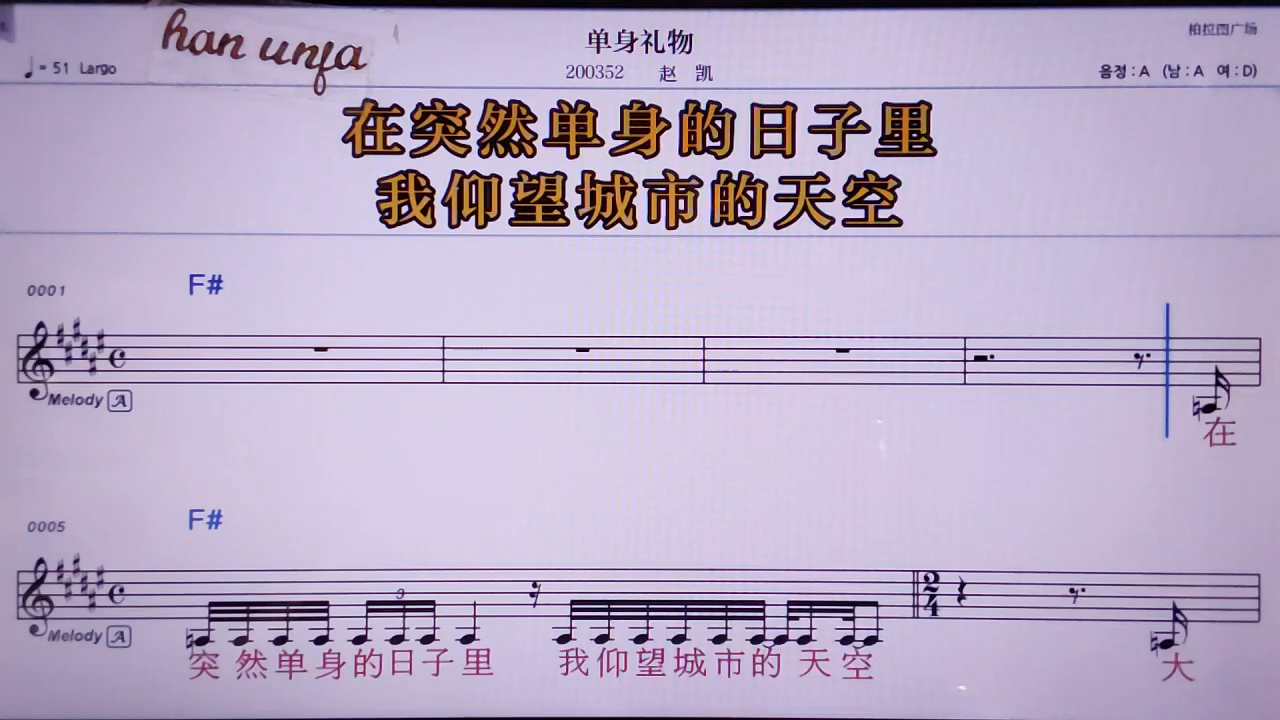 han unfa
单身礼物
柏拉图广场
♩= 51 Largo
200352 赵 凯
음정 : A (남 : A 여 : D)
在突然单身的日子里
我仰望城市的天空
0001
F#
Melody A
在
0005
F#
3
2
4
Melody A
突然单身的日子里 我仰望城市的天空 大